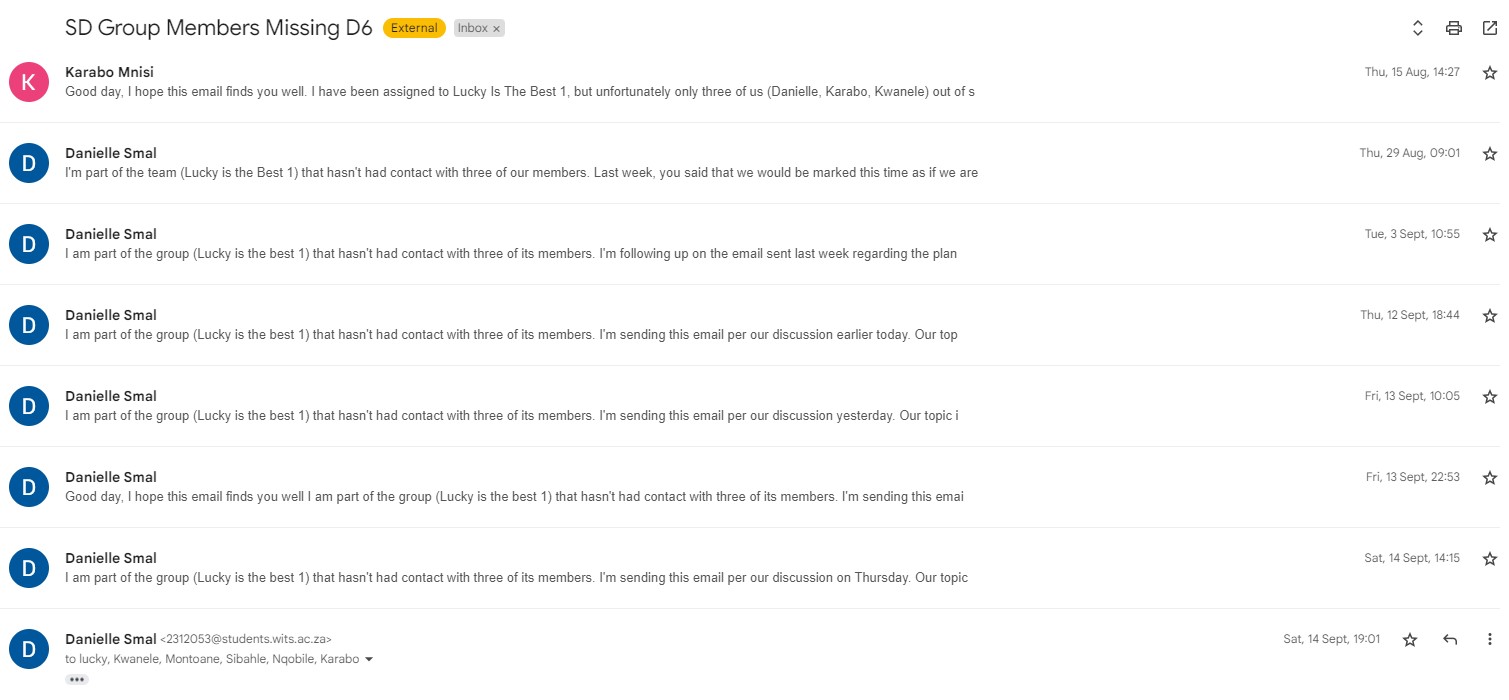 SD Group Members Missing D6 External Inbox ×
K
Karabo Mnisi Thu, 15 Aug, 14:27
Good day, I hope this email finds you well. I have been assigned to Lucky Is The Best 1, but unfortunately only three of us (Danielle, Karabo, Kwanele) out of s
D
Danielle Smal Thu, 29 Aug, 09:01
I'm part of the team (Lucky is the Best 1) that hasn't had contact with three of our members. Last week, you said that we would be marked this time as if we are
D
Danielle Smal Tue, 3 Sept, 10:55
I am part of the group (Lucky is the best 1) that hasn't had contact with three of its members. I'm following up on the email sent last week regarding the plan
D
Danielle Smal Thu, 12 Sept, 18:44
I am part of the group (Lucky is the best 1) that hasn't had contact with three of its members. I'm sending this email per our discussion earlier today. Our top
D
Danielle Smal Fri, 13 Sept, 10:05
I am part of the group (Lucky is the best 1) that hasn't had contact with three of its members. I'm sending this email per our discussion yesterday. Our topic i
D
Danielle Smal Fri, 13 Sept, 22:53
Good day, I hope this email finds you well I am part of the group (Lucky is the best 1) that hasn't had contact with three of its members. I'm sending this emai
D
Danielle Smal Sat, 14 Sept, 14:15
I am part of the group (Lucky is the best 1) that hasn't had contact with three of its members. I'm sending this email per our discussion on Thursday. Our topic
D
Danielle Smal <2312053@students.wits.ac.za> Sat, 14 Sept, 19:01
to lucky, Kwanele, Montoane, Sibahle, Nqobile, Karabo